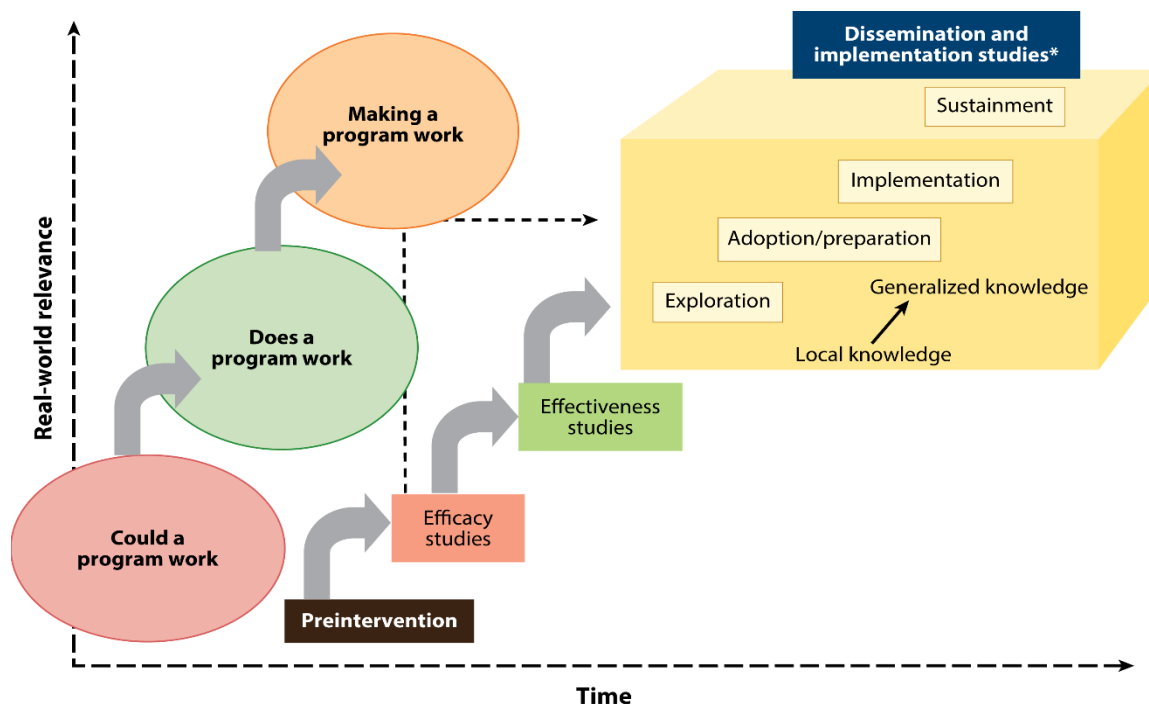 Dissemination and
implementation studies*
Sustainment
Making a
program work
Implementation
Adoption/preparation
Generalized knowledge
Exploration
Does a
program work
Local knowledge
Real-world relevance
Effectiveness
studies
Efficacy
studies
Could a
program work
Preintervention
Time